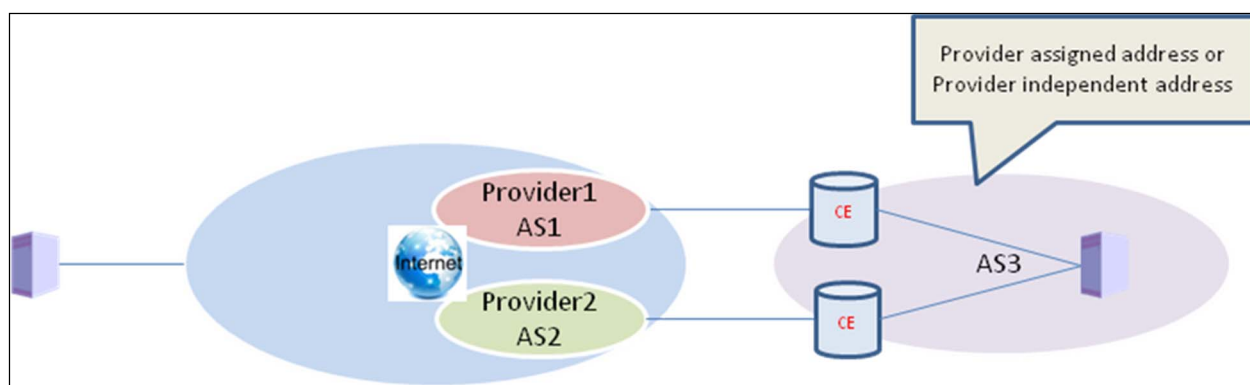 Provider assigned address or
Provider independent address
Provider1
AS1
CE
Internet
AS3
Provider2
AS2
CE